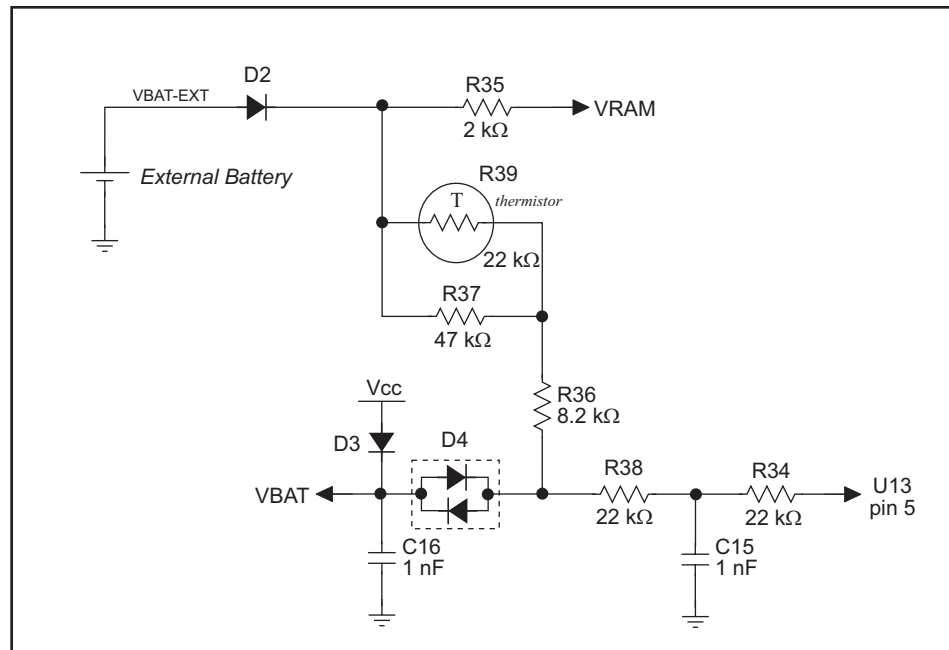 D2
R35
VBAT-EXT
VRAM
2 kΩ
External Battery
R39
T
thermistor
22 kΩ
R37
47 kΩ
Vcc
R36
8.2 kΩ
D3
D4
R38
R34
VBAT
U13
pin 5
22 kΩ
22 kΩ
C16
1 nF
C15
1 nF